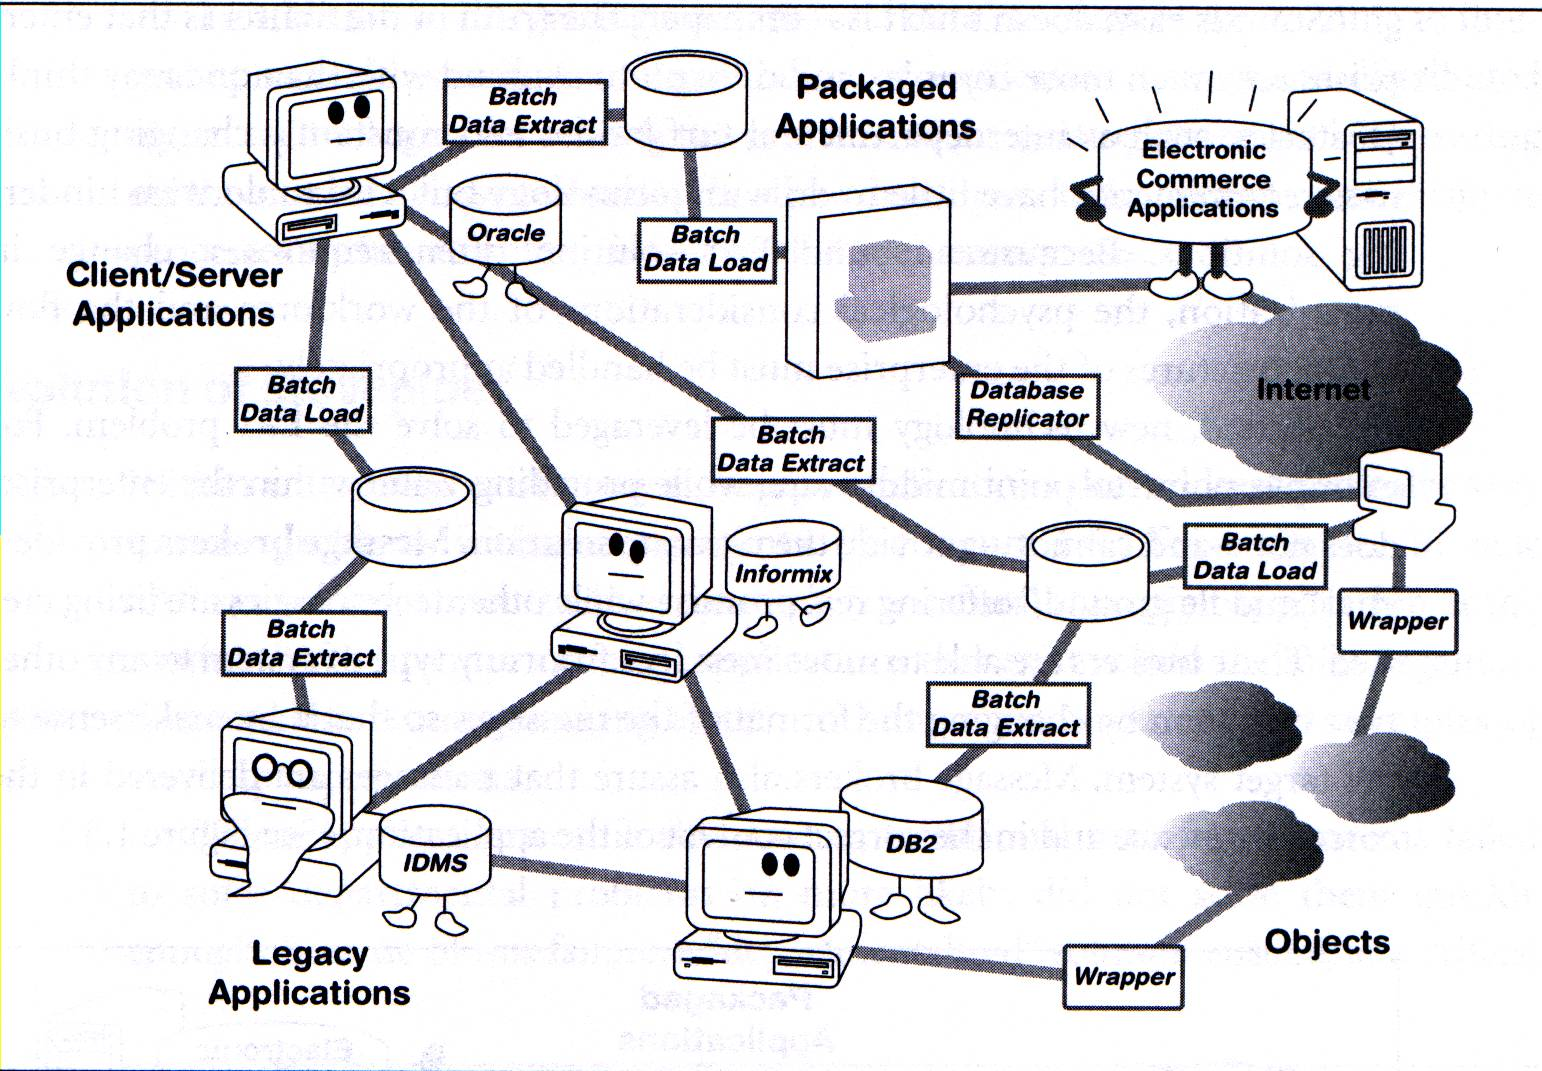 Batch
Data Extract
Packaged
Applications
Electronic
Commerce
Applications
Oracle
Batch
Data Load
Client/Server
Applications
Batch
Data Load
Database
Replicator
Internet
Batch
Data Extract
Informix
Batch
Data Load
Batch
Data Extract
Wrapper
Batch
Data Extract
IDMS
DB2
Legacy
Applications
Objects
Wrapper